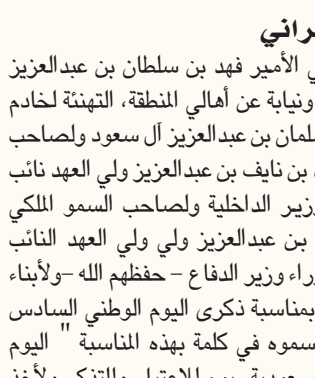 راني
ي الأمير فهد بن سلطان بن عبدالعزيز
ونيابة عن أهالي المنطقة، التهنئة لخادم
لمان بن عبدالعزيز آل سعود ولصاحب
بن نايف بن عبدالعزيز ولي العهد نائب
وزير الداخلية ولصاحب السمو الملكي
بن عبدالعزيز ولي ولي العهد النائب
راء وزير الدفاع – حفظهم الله –ولأبناء
بمناسبة ذكرى اليوم الوطني السادس
سموه في كلمة بهذه المناسبة " اليوم